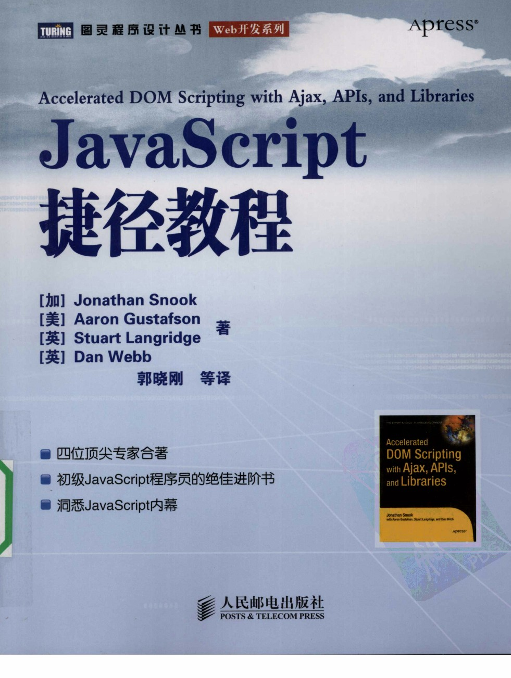 TURING 图灵程序设计丛书 Web开发系列
Apress®
Accelerated DOM Scripting with Ajax, APIs, and Libraries
JavaScript
捷径教程
[加] Jonathan Snook
[美] Aaron Gustafson
[英] Stuart Langridge 著
[英] Dan Webb
郭晓刚 等译
四位顶尖专家合著
初级JavaScript程序员的绝佳进阶书
洞悉JavaScript内幕
Accelerated
DOM Scripting
with Ajax, APIs,
and Libraries
Jonathan Snook
人民邮电出版社
POSTS & TELECOM PRESS